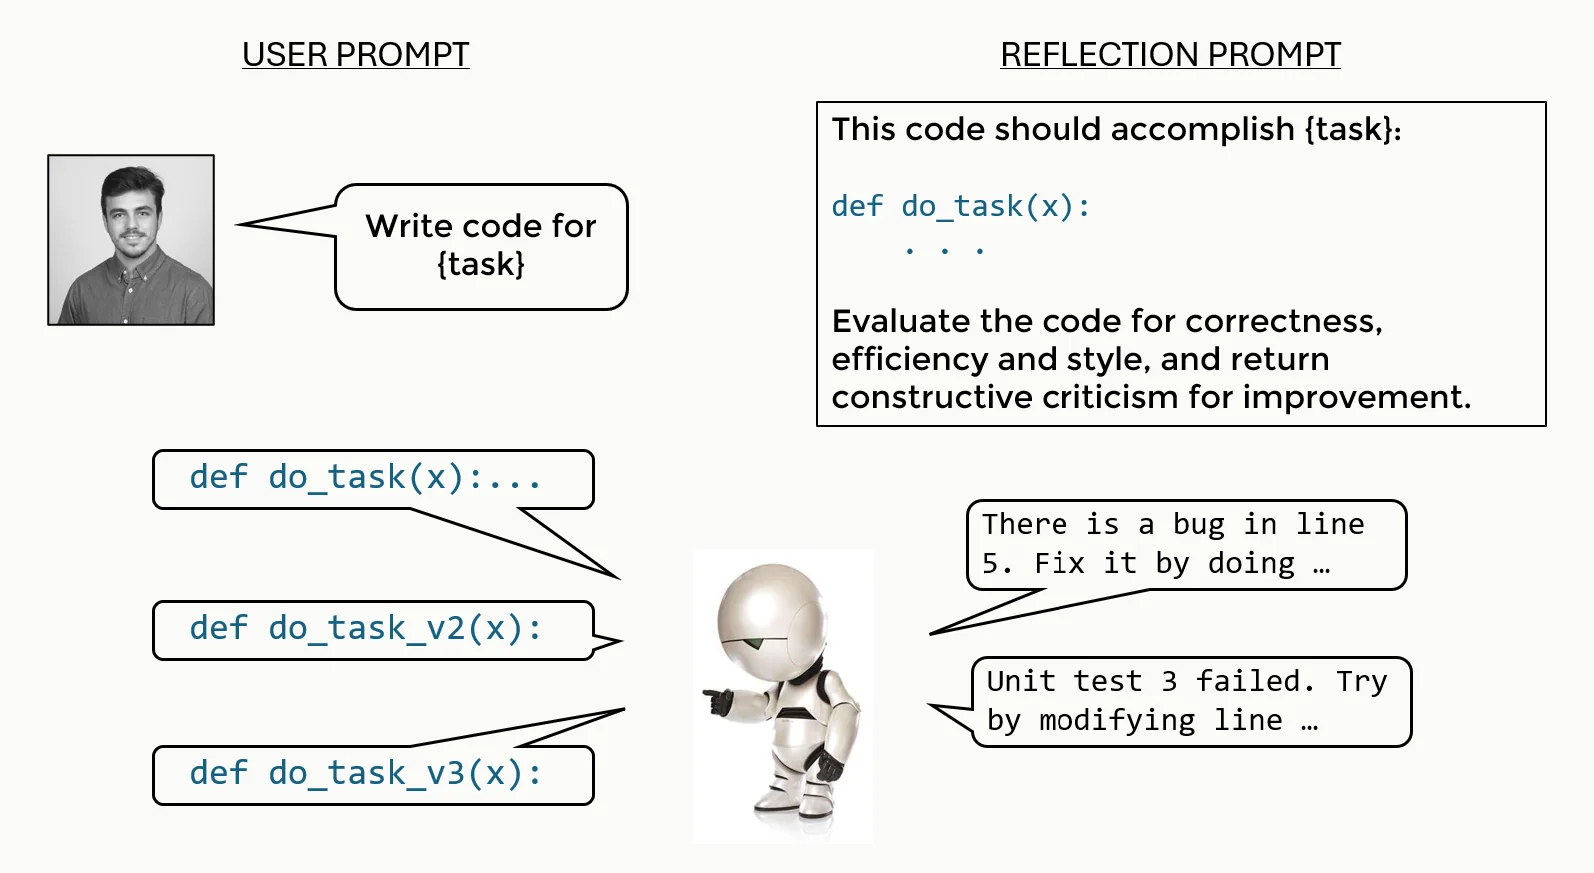 USER PROMPT
Write code for
{task}
def do_task(x):...
def do_task_v2(x):
def do_task_v3(x):
REFLECTION PROMPT
This code should accomplish {task}:
def do_task(x):
. . .
Evaluate the code for correctness,
efficiency and style, and return
constructive criticism for improvement.
There is a bug in line
5. Fix it by doing …
Unit test 3 failed. Try
by modifying line …